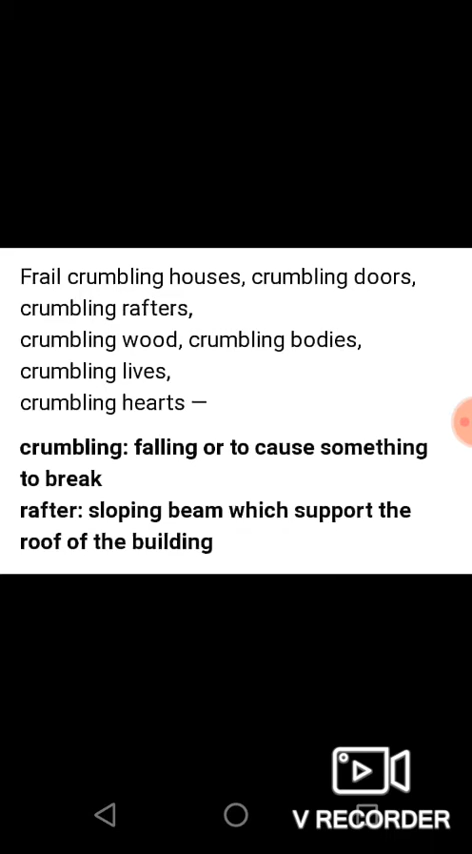 Frail crumbling houses, crumbling doors,
crumbling rafters,
crumbling wood, crumbling bodies,
crumbling lives,
crumbling hearts —
crumbling: falling or to cause something
to break
rafter: sloping beam which support the
roof of the building
V RECORDER